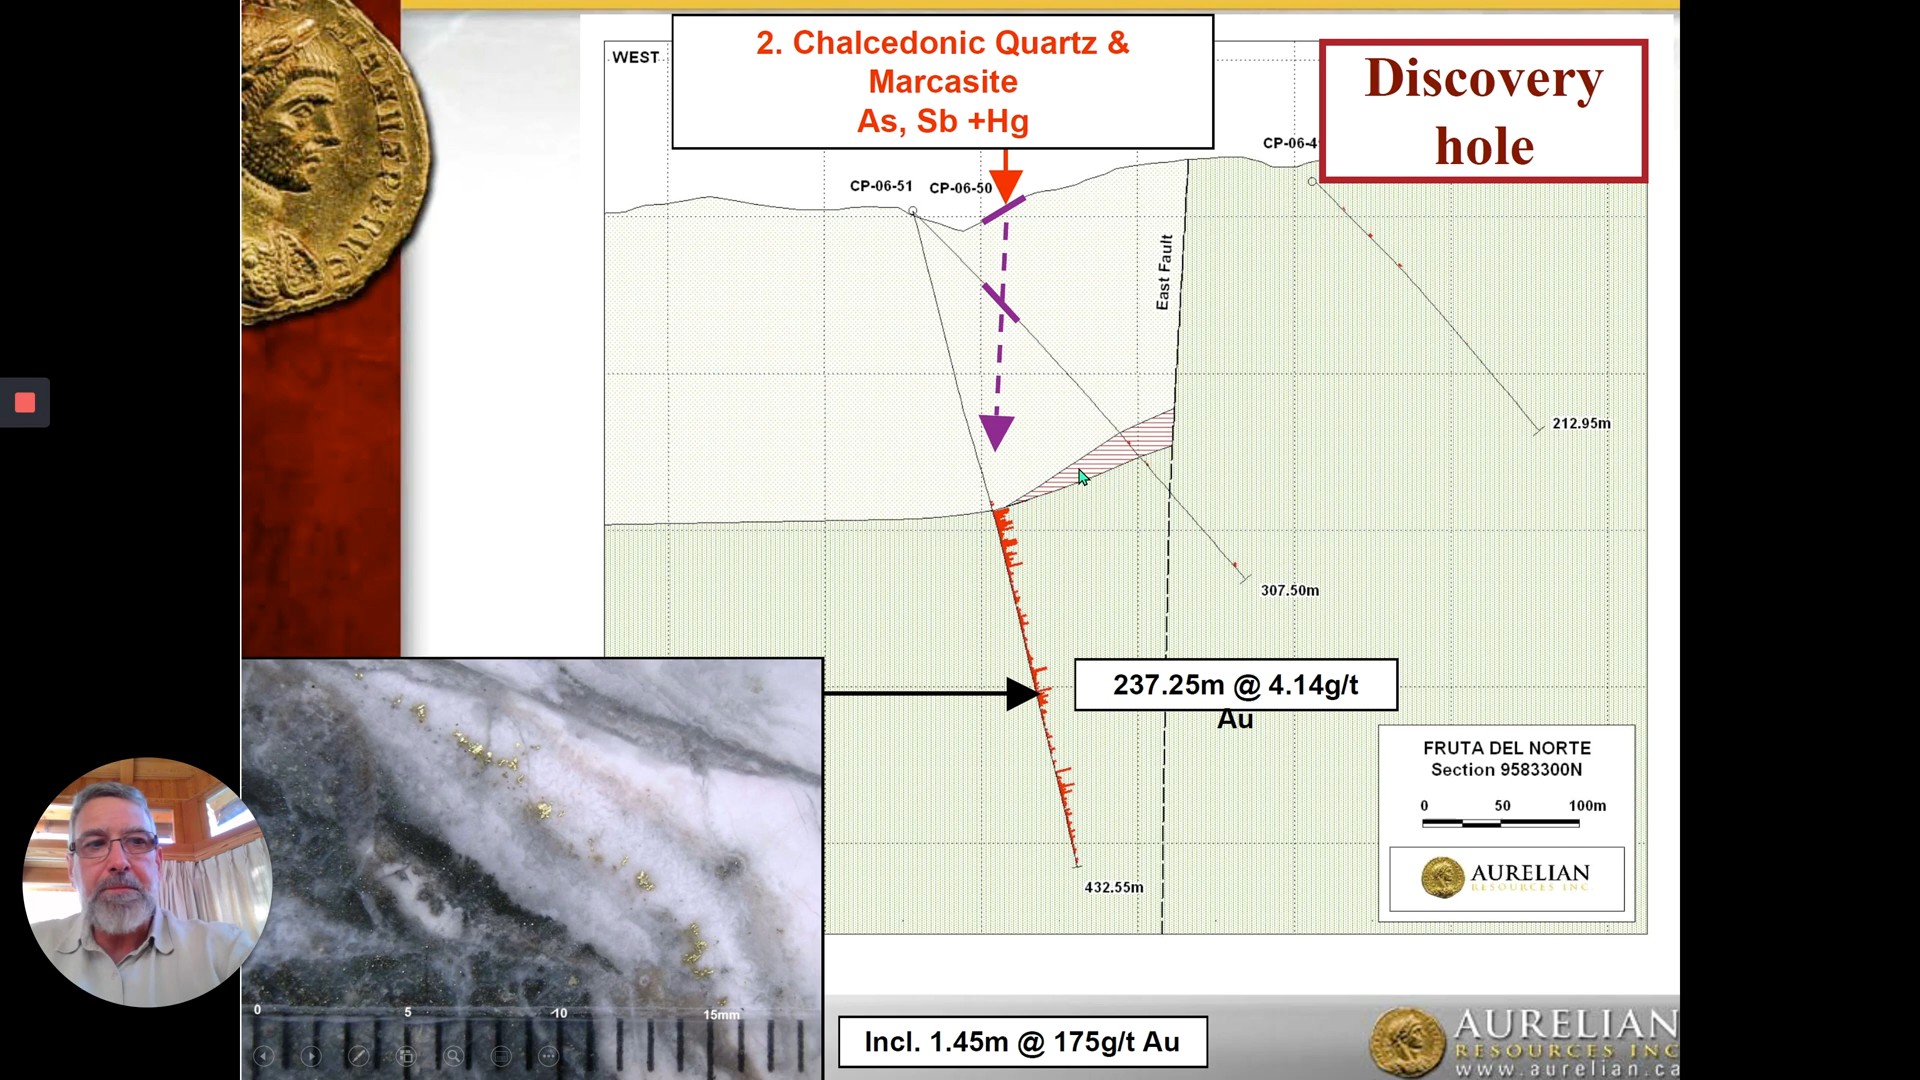 2. Chalcedonic Quartz &
Marcasite
As, Sb +Hg
Discovery
hole
WEST
CP-06-51
CP-06-50
CP-06-4
East Fault
212.95m
307.50m
237.25m @ 4.14g/t
Au
432.55m
FRUTA DEL NORTE
Section 9583300N
0 50 100m
AURELIAN
RESOURCES INC.
0 5 10 15mm
Incl. 1.45m @ 175g/t Au
AURELIAN
RESOURCES INC
www.aurelian.ca